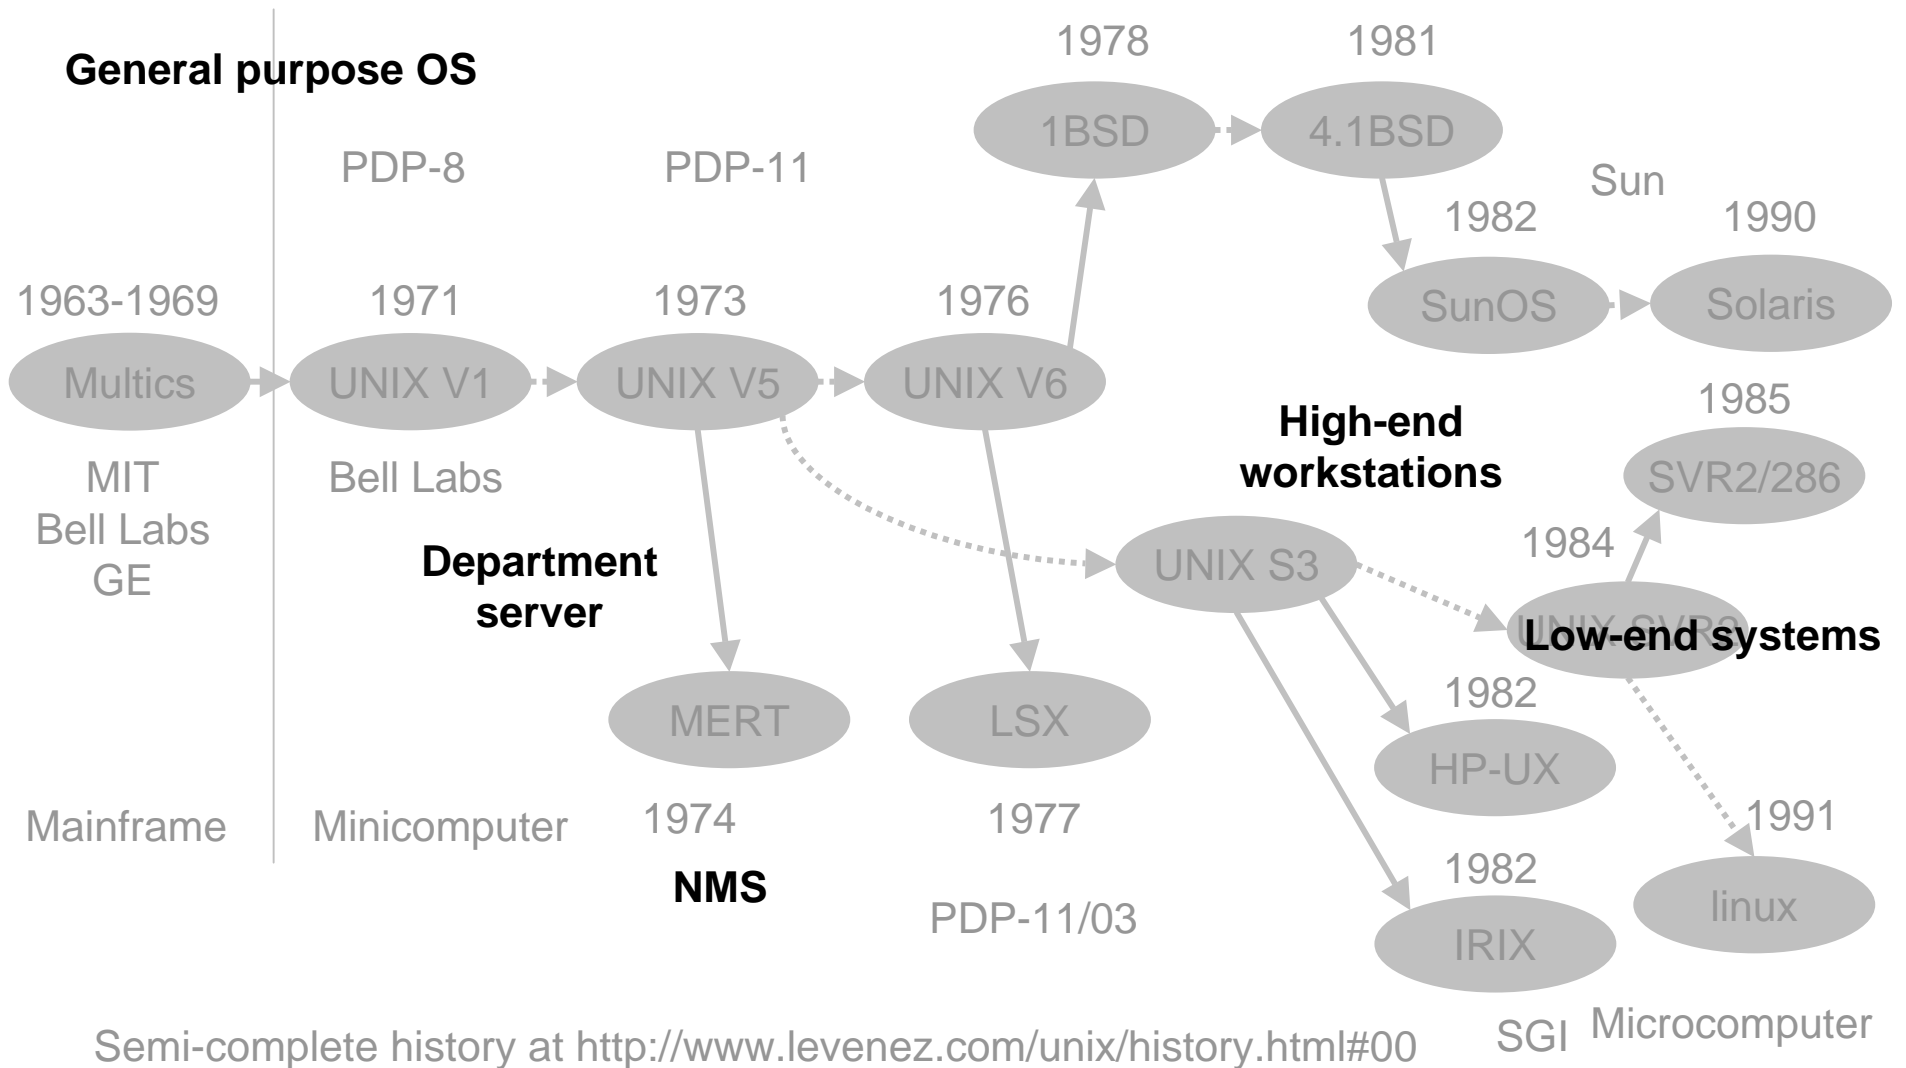 1978
1981
General purpose OS
1BSD
4.1BSD
PDP-8
PDP-11
Sun
1982
1990
1963-1969
1971
1973
1976
SunOS
Solaris
Multics
UNIX V1
UNIX V5
UNIX V6
1985
High-end
workstations
MIT
Bell Labs
GE
Bell Labs
SVR2/286
1984
Department
server
UNIX S3
UNIX SVR2
Low-end systems
1982
MERT
LSX
HP-UX
Mainframe
Minicomputer
1974
1977
1991
1982
NMS
PDP-11/03
linux
IRIX
Semi-complete history at http://www.levenez.com/unix/history.html#00
SGI
Microcomputer